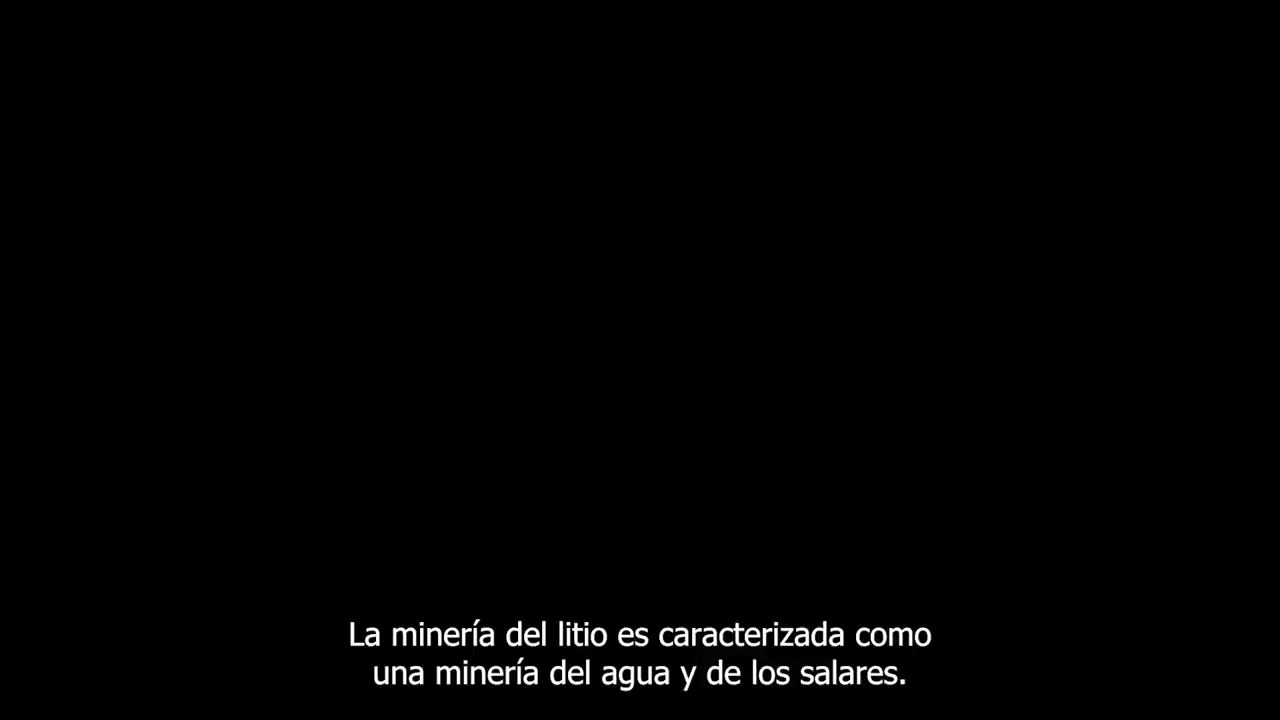 La minería del litio es caracterizada como
una minería del agua y de los salares.